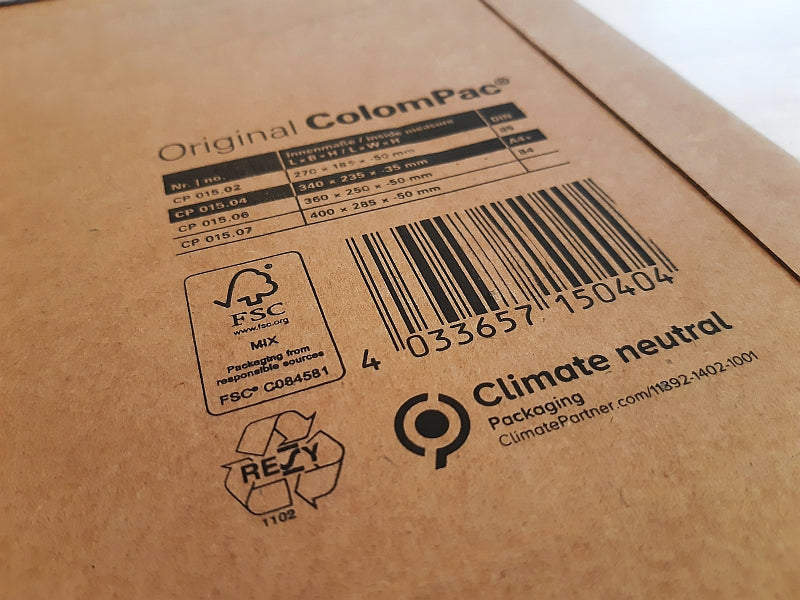 Original ColomPac®
Nr. / no. Innenmaße / inside measure DIN
L×B×H / L×W×H
CP 015.02 270 × 185 × -50 mm B5
CP 015.04 340 × 235 × -35 mm A4+
CP 015.06 360 × 250 × -50 mm B4
CP 015.07 400 × 285 × -50 mm
FSC
www.fsc.org
MIX
Packaging from
responsible sources
FSC® C084581
4 033657 150404
Climate neutral
Packaging
ClimatePartner.com/11892-1402-1001
REZY
1102